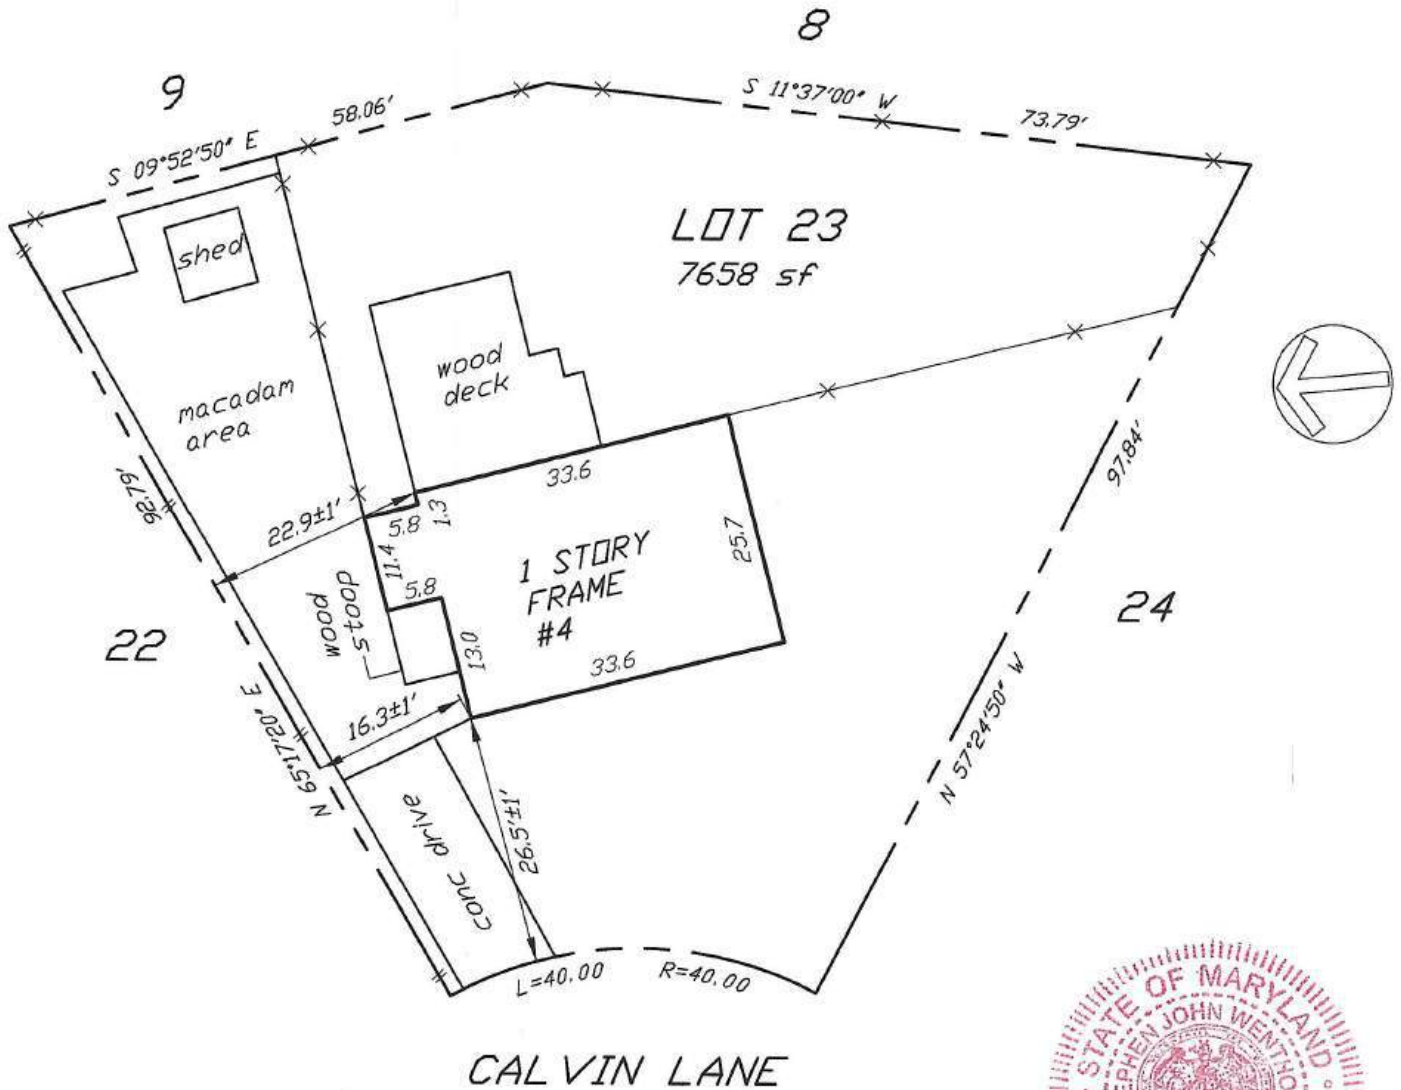 8
9
S 11°37'00" W
73.79'
58.06'
S 09°52'50" E
LOT 23
7658 sf
shed
wood
deck
macadam
area
92.79'
97.84'
22.9±1'
33.6
1.3
5.8
11.4
5.8
25.7
1 STORY
FRAME
#4
wood
stoop
13.0
33.6
22
24
16.3±1'
N 65°17'20" E
N 57°24'50" W
conc drive
26.5'±1'
L=40.00
R=40.00
CALVIN LANE
STATE OF MARYLAND
JOHN